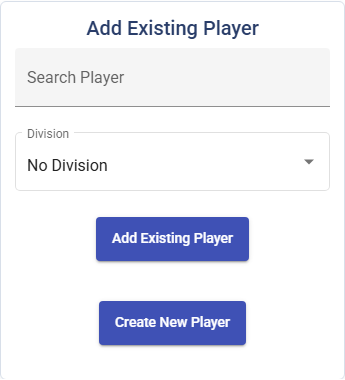 Add Existing Player
Search Player
Division
No Division
Add Existing Player
Create New Player